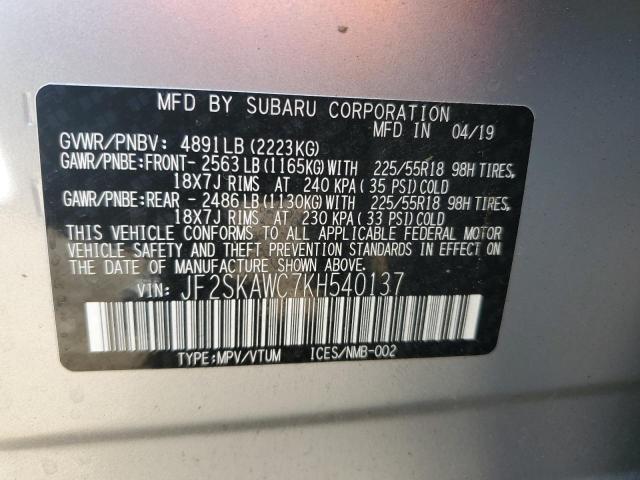 MFD BY SUBARU CORPORATION
MFD IN 04/19
GVWR/PNBV: 4891LB (2223KG)
GAWR/PNBE:FRONT- 2563LB (1165KG)WITH 225/55R18 98H TIRES,
18X7J RIMS AT 240 KPA ( 35 PSI) COLD
GAWR/PNBE:REAR - 2486LB (1130KG)WITH 225/55R18 98H TIRES,
18X7J RIMS AT 230 KPA ( 33 PSI) COLD
THIS VEHICLE CONFORMS TO ALL APPLICABLE FEDERAL MOTOR
VEHICLE SAFETY AND THEFT PREVENTION STANDARDS IN EFFECT ON
THE DATE OF MANUFACTURE SHOWN ABOVE.
VIN: JF2SKAWC7KH540137
TYPE:MPV/VTUM ICES/NMB-002